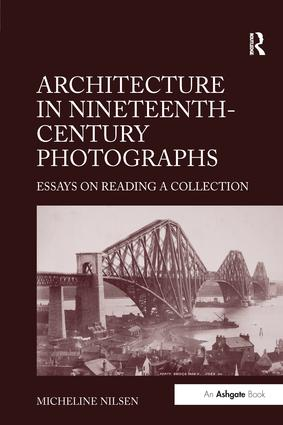 R
ARCHITECTURE
IN NINETEENTH-
CENTURY
PHOTOGRAPHS
ESSAYS ON READING A COLLECTION
MICHELINE NILSEN
An Ashgate Book